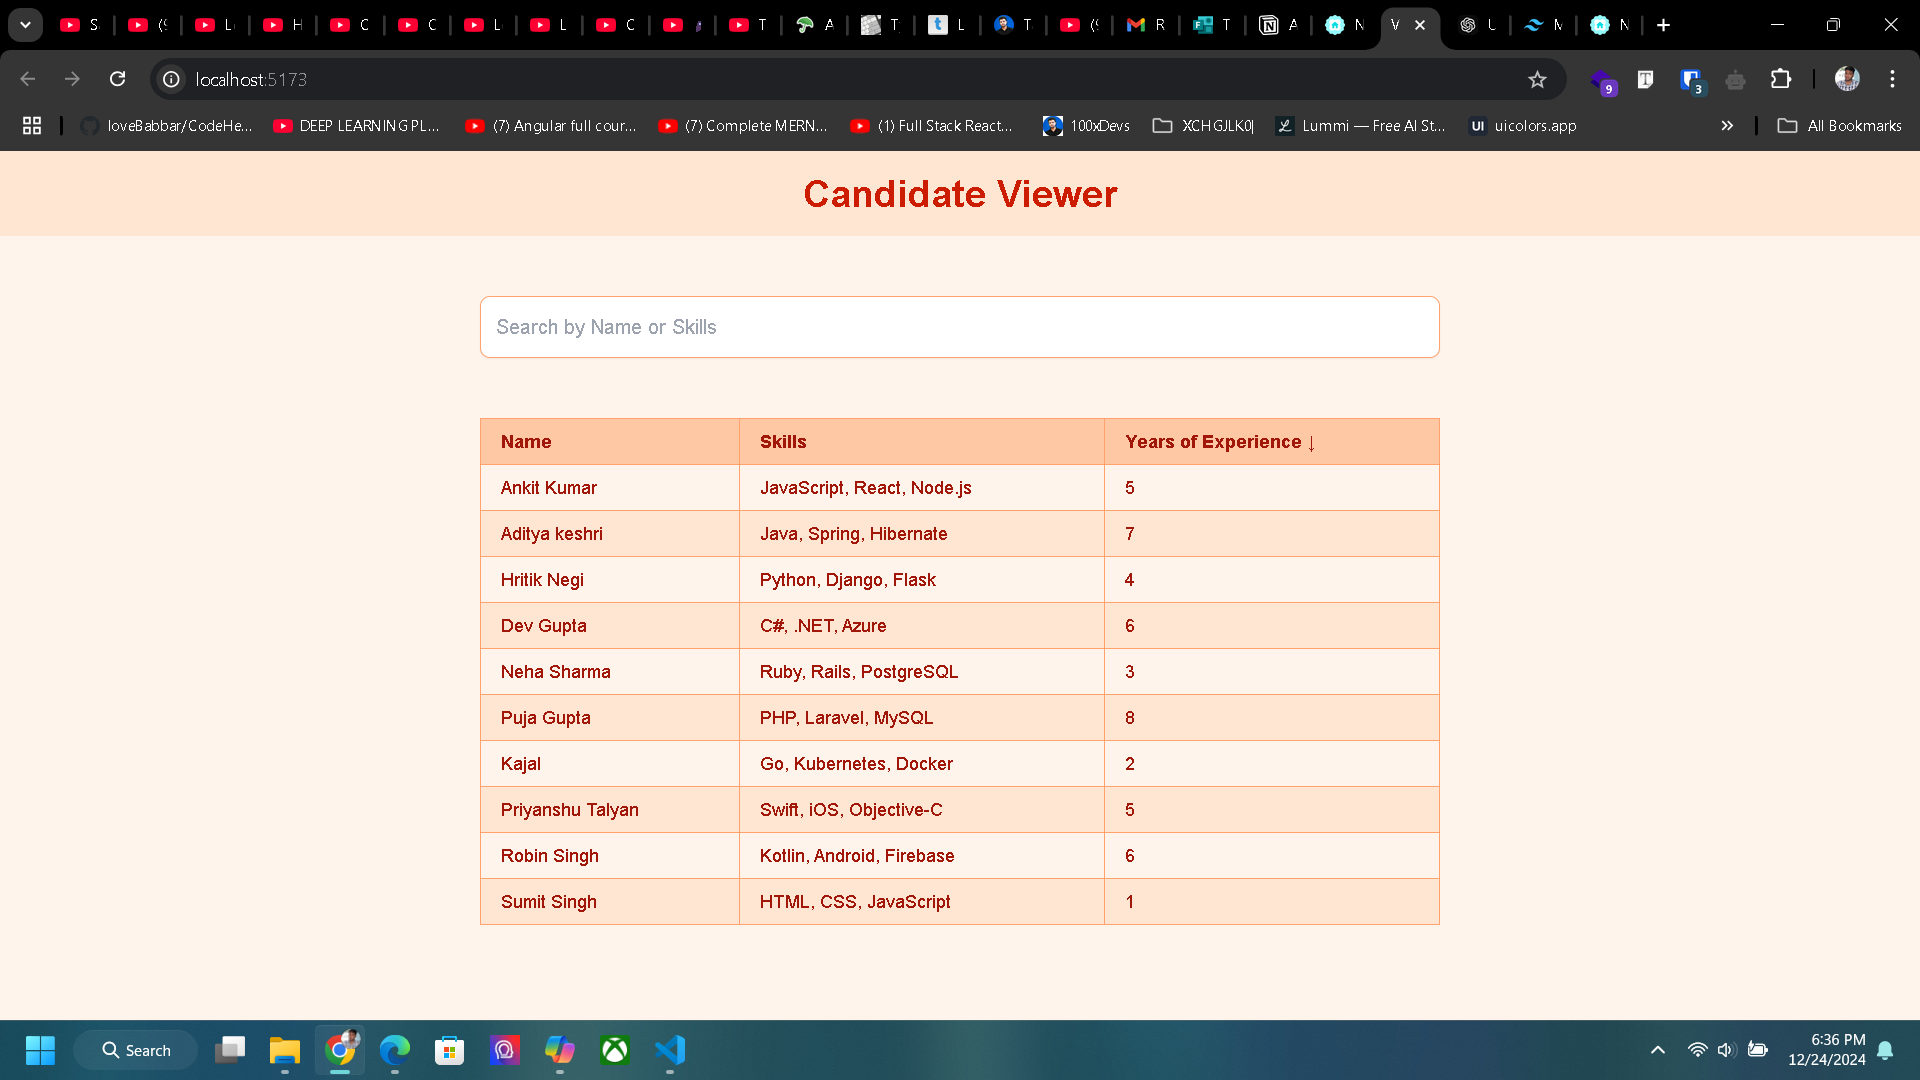 S
(S
L
H
C
C
L
L
C
T
A
T
L
T
(S
R
T
A
N
V
U
M
N
localhost:5173
9
3
loveBabbar/CodeHe...
DEEP LEARNING PL...
(7) Angular full cour...
(7) Complete MERN...
(1) Full Stack React...
100xDevs
XCHGJLK0|
Lummi — Free AI St...
UI uicolors.app
All Bookmarks
Candidate Viewer
Search by Name or Skills
Name Skills Years of Experience ↓
Ankit Kumar JavaScript, React, Node.js 5
Aditya keshri Java, Spring, Hibernate 7
Hritik Negi Python, Django, Flask 4
Dev Gupta C#, .NET, Azure 6
Neha Sharma Ruby, Rails, PostgreSQL 3
Puja Gupta PHP, Laravel, MySQL 8
Kajal Go, Kubernetes, Docker 2
Priyanshu Talyan Swift, iOS, Objective-C 5
Robin Singh Kotlin, Android, Firebase 6
Sumit Singh HTML, CSS, JavaScript 1
Search
6:36 PM
12/24/2024